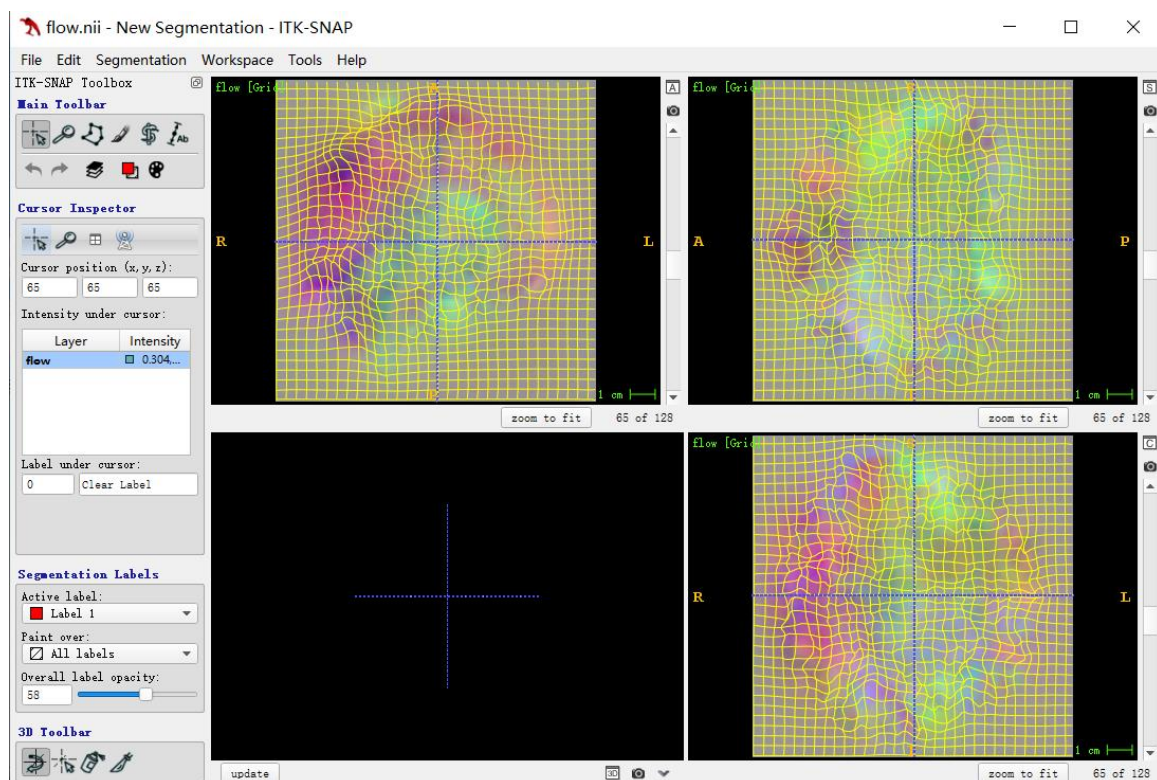 flow.nii - New Segmentation - ITK-SNAP
File Edit Segmentation Workspace Tools Help
ITK-SNAP Toolbox
Main Toolbar
Ab
Cursor Inspector
Cursor position (x,y,z):
65 65 65
Intensity under cursor:
Layer Intensity
flow 0.304,...
Label under cursor:
0 Clear Label
Segmentation Labels
Active label:
Label 1
Paint over:
All labels
Overall label opacity:
58
3D Toolbar
flow [Grid
A
R
L
1 cm
zoom to fit 65 of 128
flow [Grid
S
A
P
1 cm
zoom to fit 65 of 128
update
3D
flow [Grid
C
R
L
1 cm
zoom to fit 65 of 128